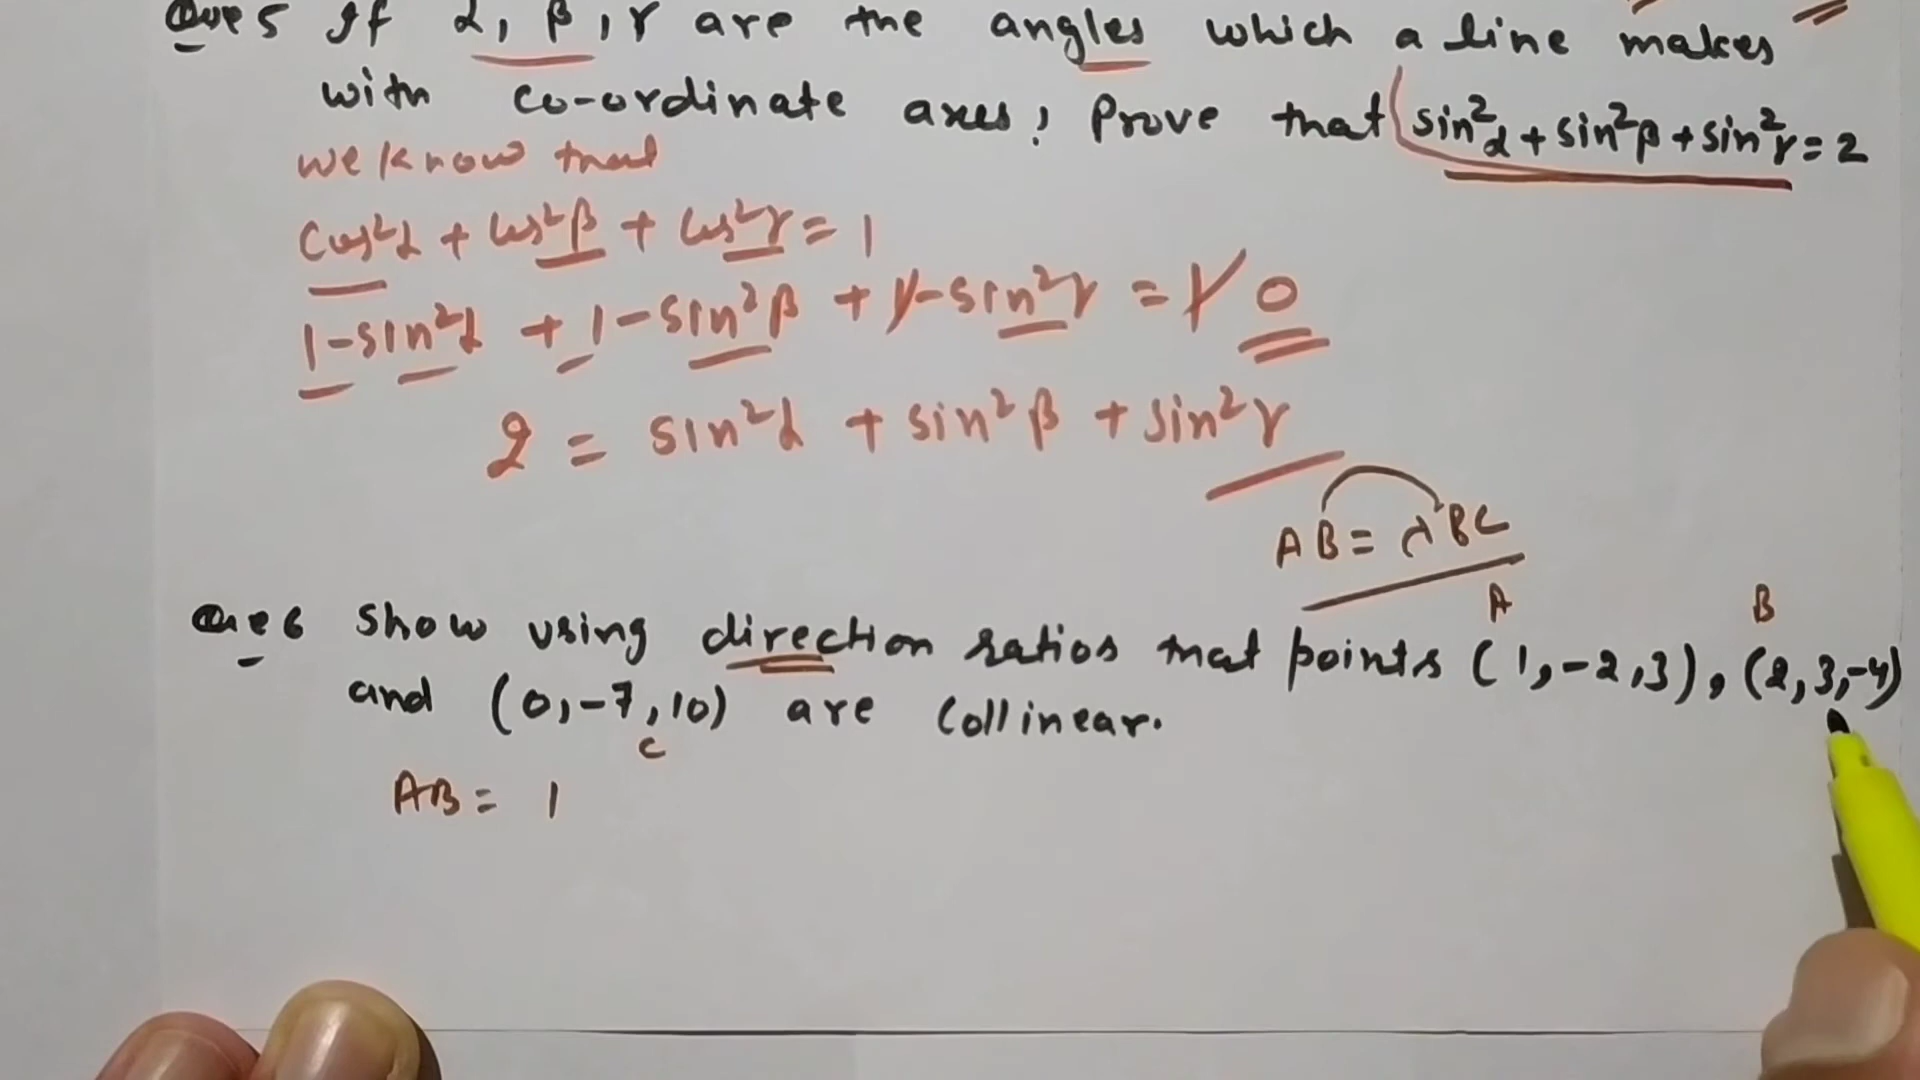 Ques 5 If α, β, γ are the angles which a line makes
with co-ordinate axes, Prove that sin²α + sin²β + sin²γ = 2
we know that
cos²α + cos²β + cos²γ = 1
1-sin²α + 1-sin²β + 1-sin²γ = 1 0
2 = sin²α + sin²β + sin²γ
AB = λBC
A B
Que 6 Show using direction ratios that points (1,-2,3), (2,3,-4)
and (0,-7,10) are collinear.
C
AB = 1